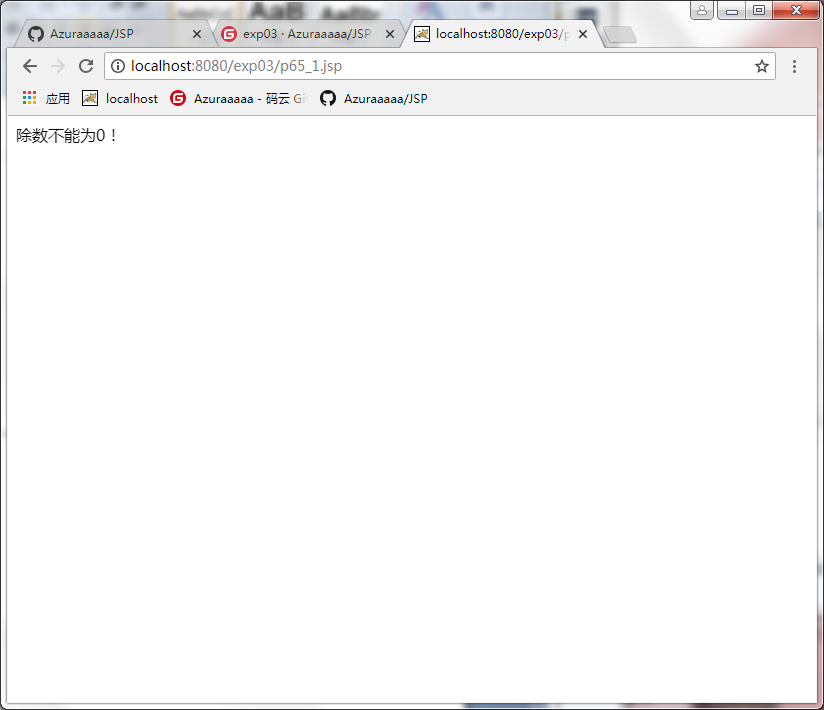 Azuraaaaa/JSP
exp03 · Azuraaaaa/JSP
localhost:8080/exp03/p
localhost:8080/exp03/p65_1.jsp
应用
localhost
Azuraaaaa - 码云 Gi
Azuraaaaa/JSP
除数不能为0！